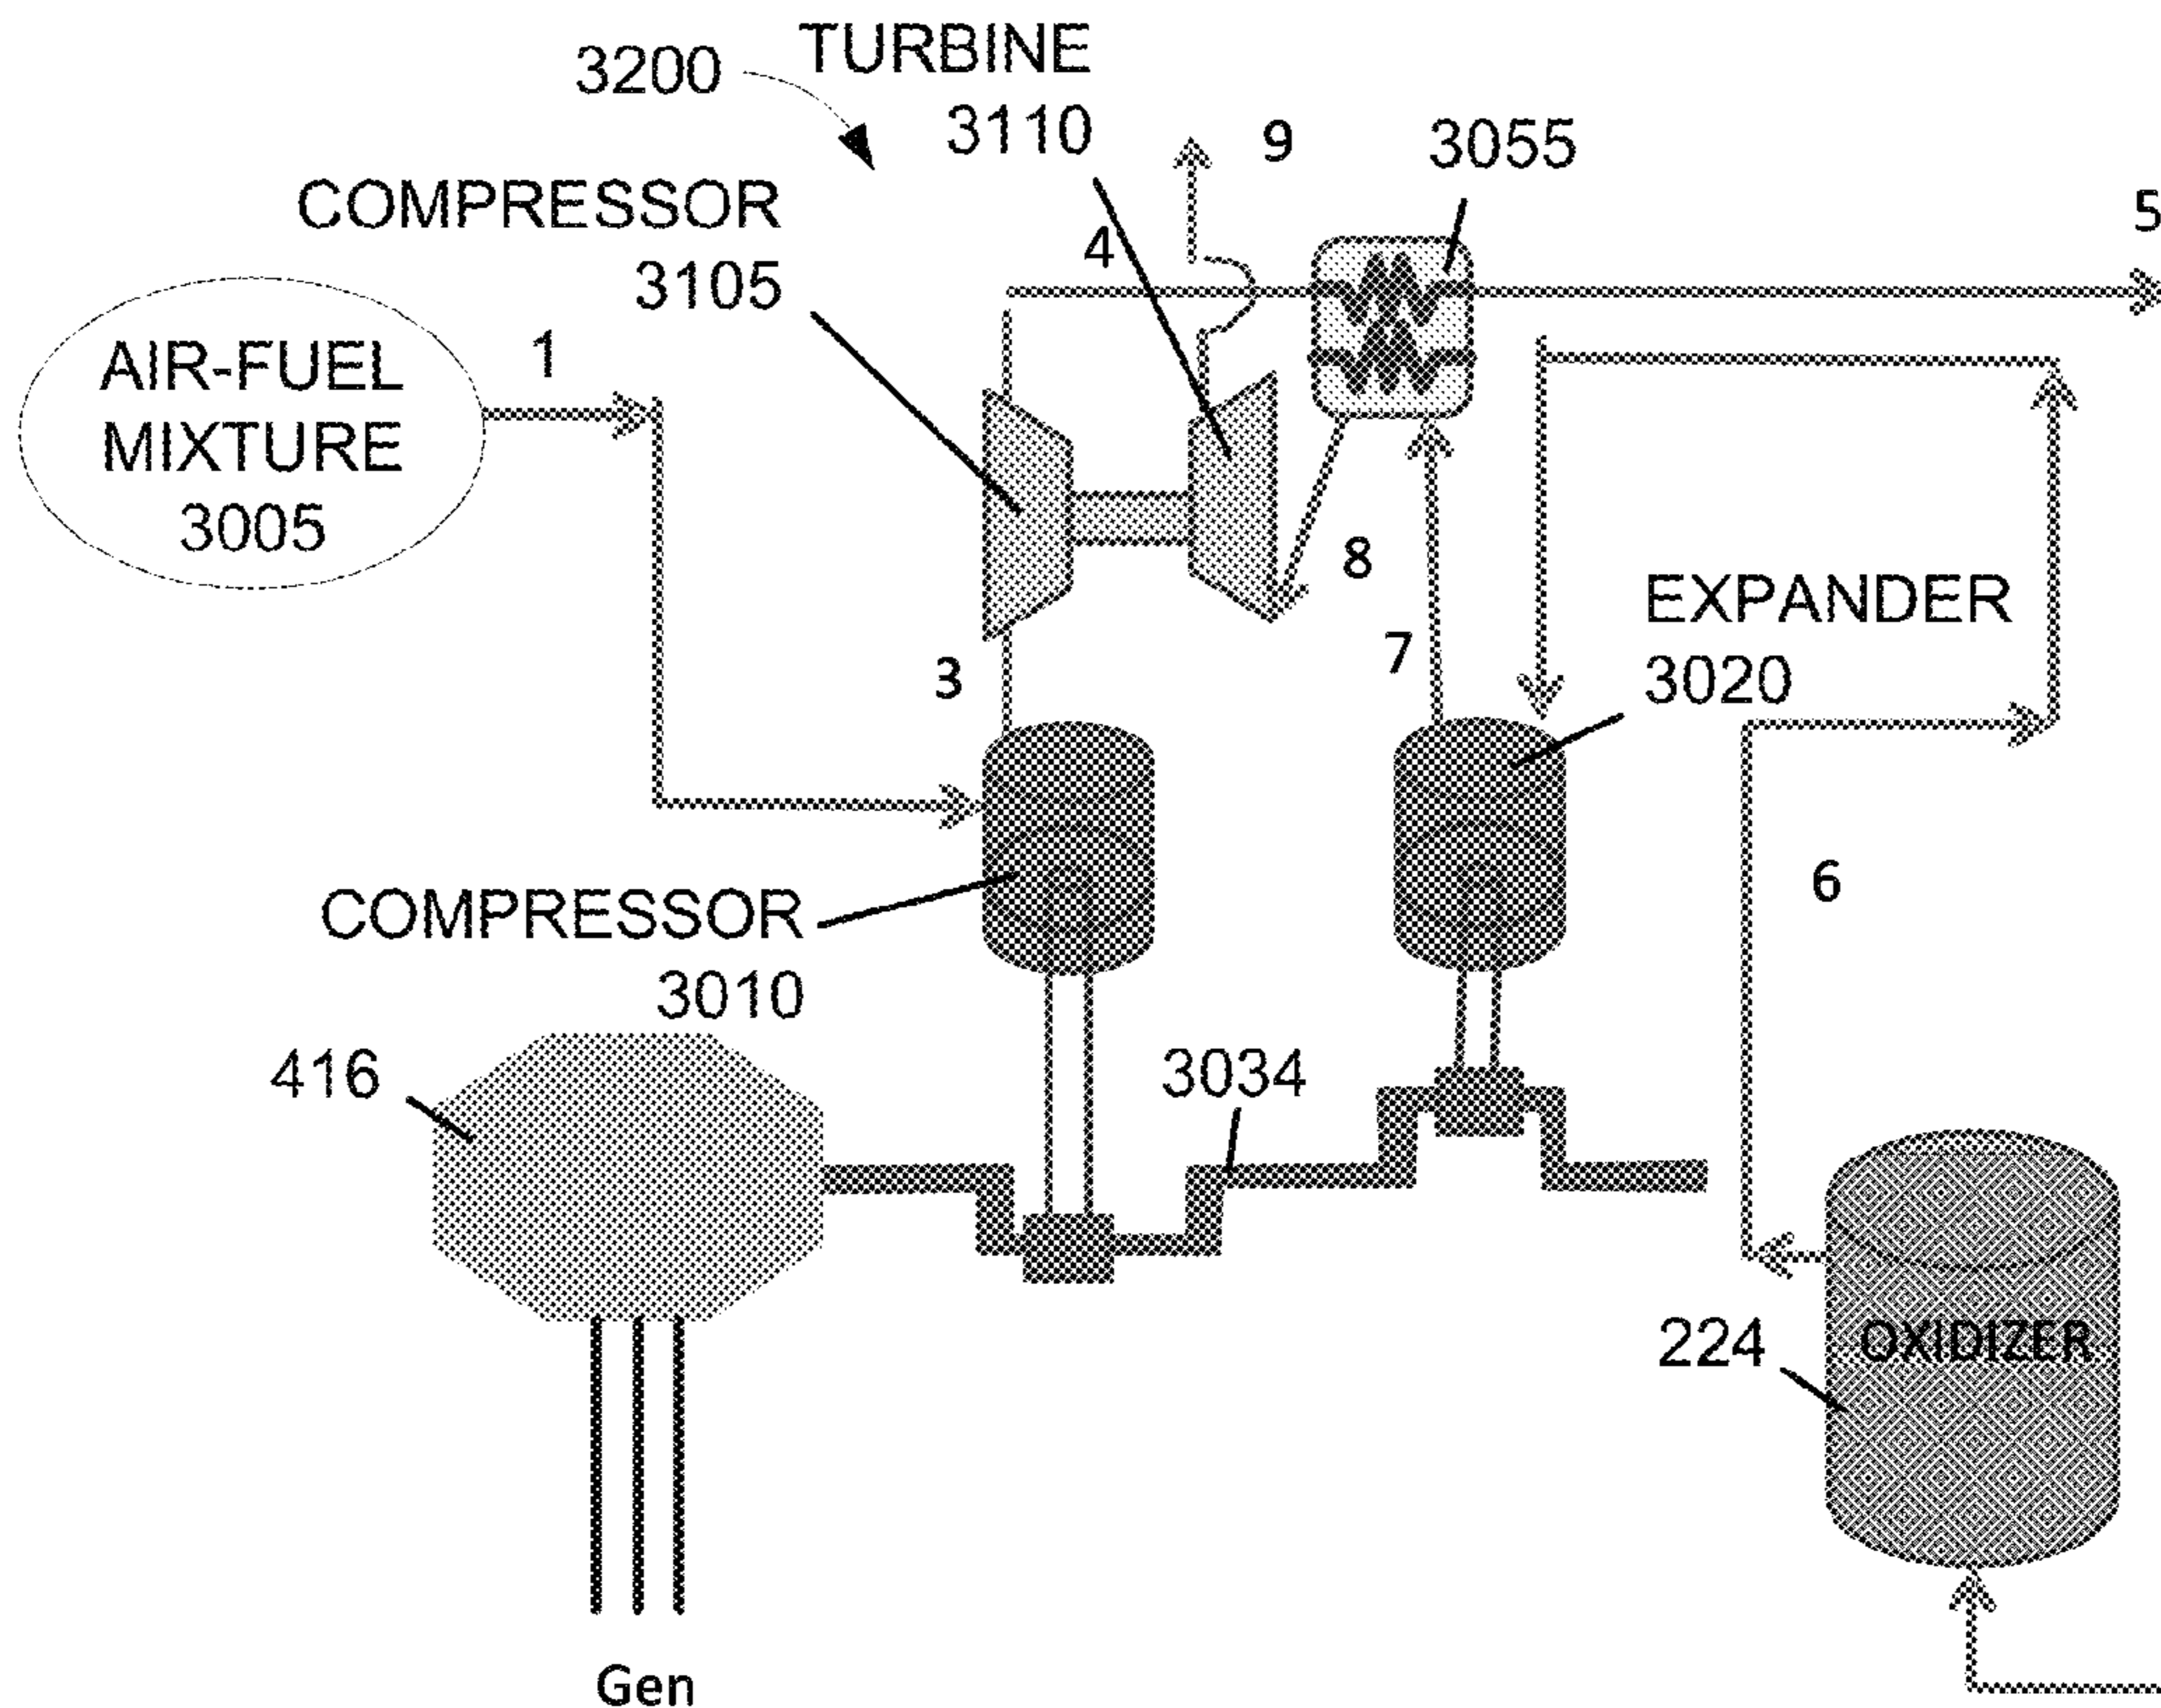 TURBINE
3110
3200
9
3055
COMPRESSOR
3105
4
5
AIR-FUEL
MIXTURE
3005
1
8
EXPANDER
3020
7
3
6
COMPRESSOR
3010
416
3034
224
OXIDIZER
Gen